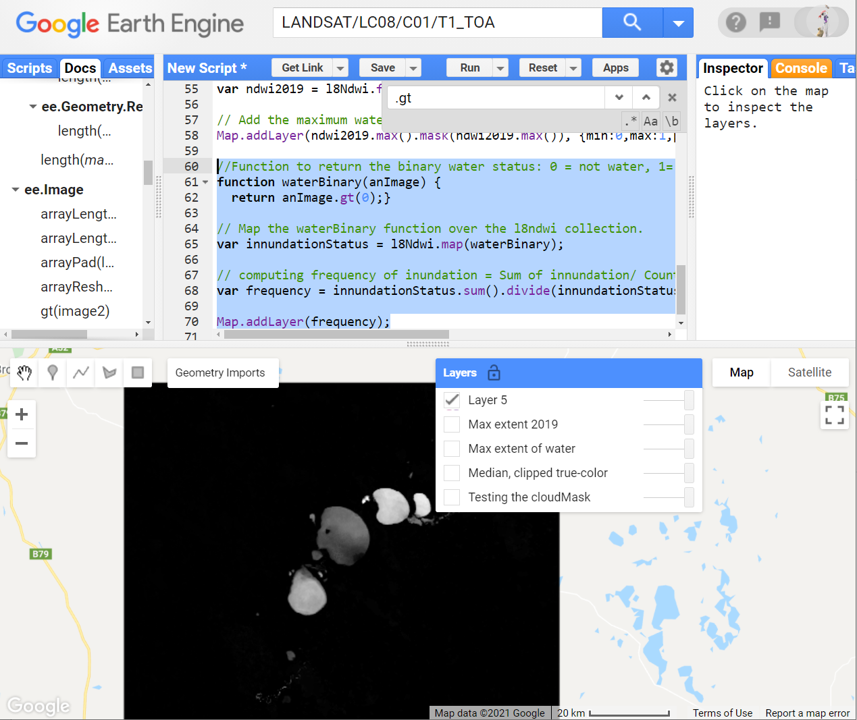 Google Earth Engine
LANDSAT/LC08/C01/T1_TOA
Scripts Docs Assets
New Script *
Get Link
Save
Run
Reset
Apps
Inspector Console Ta
ee.Geometry.Re
length(...
length(ma...
ee.Image
arrayLengt...
arrayLengt...
arrayPad(l...
arrayResh...
gt(image2)
.gt
.* Aa \b
55 var ndwi2019 = l8Ndwi.f
56
57 // Add the maximum wate
58 Map.addLayer(ndwi2019.max().mask(ndwi2019.max()), {min:0,max:1,
59
60 //Function to return the binary water status: 0 = not water, 1=
61 function waterBinary(anImage) {
62 return anImage.gt(0);}
63
64 // Map the waterBinary function over the l8ndwi collection.
65 var innundationStatus = l8Ndwi.map(waterBinary);
66
67 // computing frequency of inundation = Sum of innundation/ Coun
68 var frequency = innundationStatus.sum().divide(innundationStatu
69
70 Map.addLayer(frequency);
71
Click on the map
to inspect the
layers.
Geometry Imports
Layers
Layer 5
Max extent 2019
Max extent of water
Median, clipped true-color
Testing the cloudMask
Map Satellite
B75
B79
Google
Map data ©2021 Google
20 km
Terms of Use
Report a map error